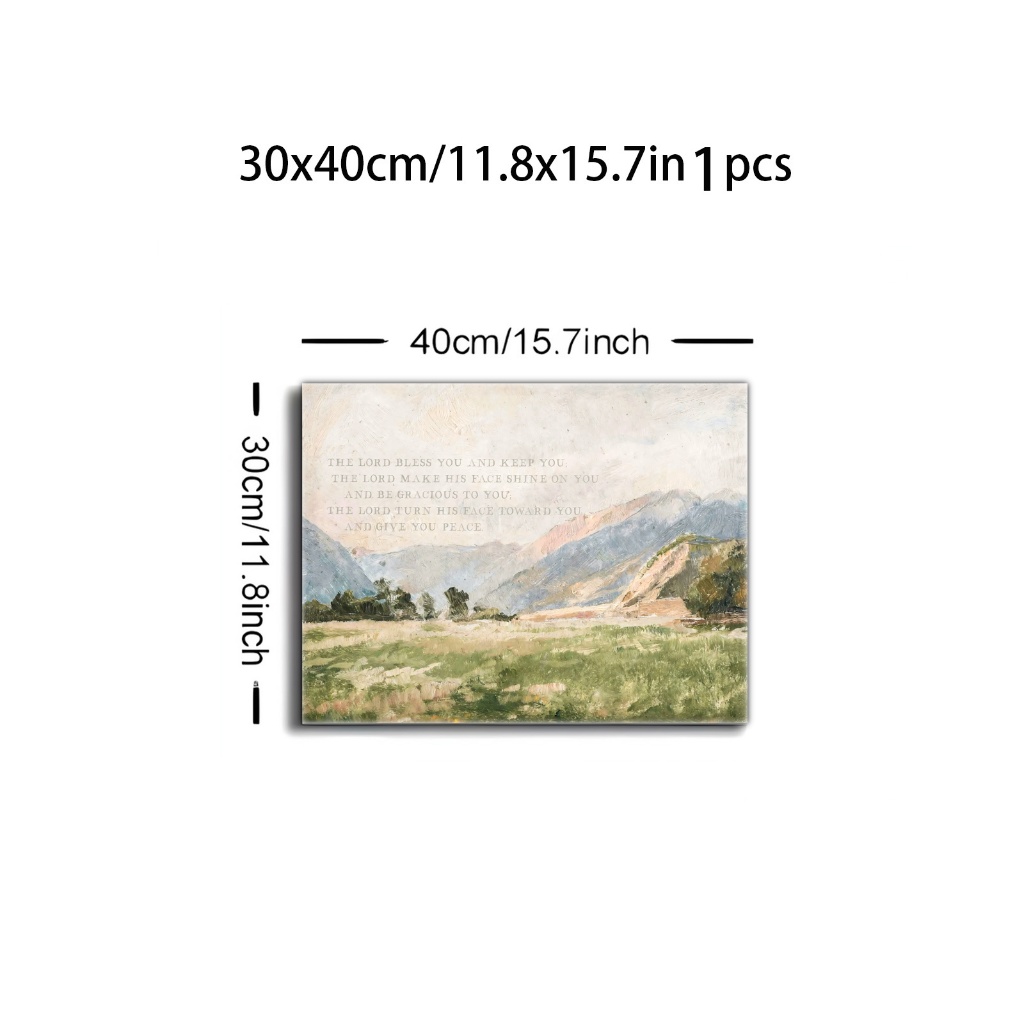 30x40cm/11.8x15.7in 1pcs
40cm/15.7inch
30cm/11.8inch
THE LORD BLESS YOU AND KEEP YOU
THE LORD MAKE HIS FACE SHINE ON YOU
AND BE GRACIOUS TO YOU;
THE LORD TURN HIS FACE TOWARD YOU
AND GIVE YOU PEACE